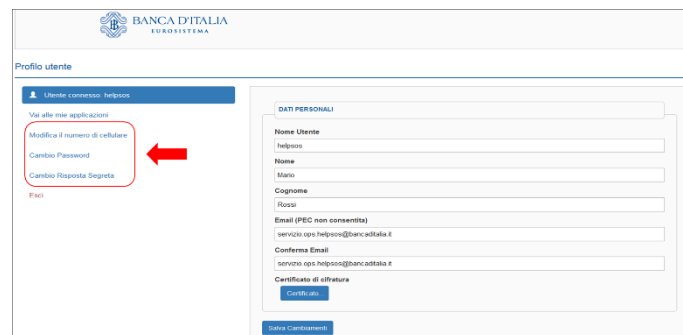 BANCA D'ITALIA
EUROSISTEMA
Profilo utente
Utente connesso: helpsos
Vai alle mie applicazioni
Modifica il numero di cellulare
Cambio Password
Cambio Risposta Segreta
Esci
DATI PERSONALI
Nome Utente
helpsos
Nome
Mario
Cognome
Rossi
Email (PEC non consentita)
servizio.ops.helpsos@bancaditalia.it
Conferma Email
servizio.ops.helpsos@bancaditalia.it
Certificato di cifratura
Certificato
Salva Cambiamenti